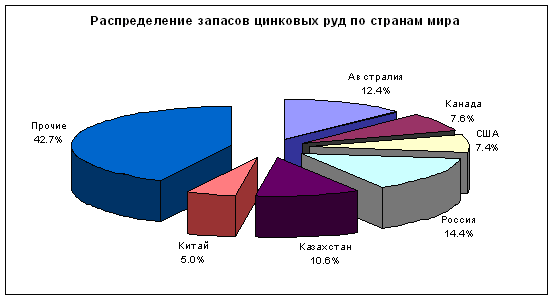 Распределение запасов цинковых руд по странам мира
Австралия
12.4%
Канада
7.6%
США
7.4%
Россия
14.4%
Казахстан
10.6%
Китай
5.0%
Прочие
42.7%